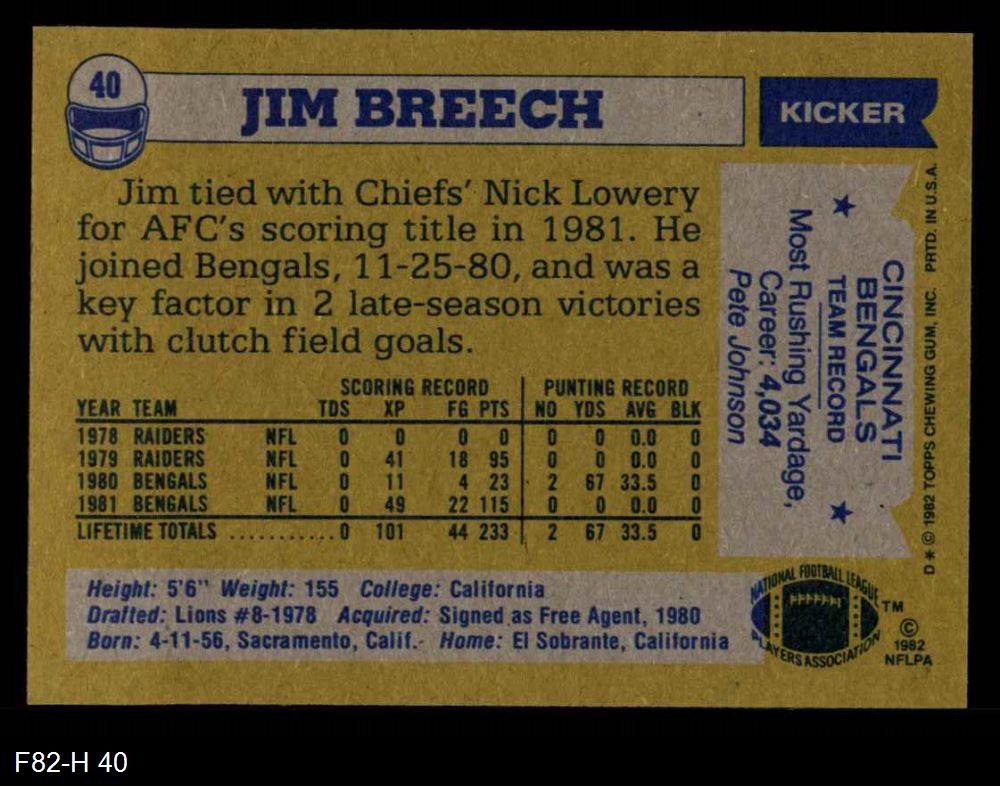 40
JIM BREECH
KICKER
Jim tied with Chiefs' Nick Lowery
for AFC's scoring title in 1981. He
joined Bengals, 11-25-80, and was a
key factor in 2 late-season victories
with clutch field goals.
SCORING RECORD PUNTING RECORD
YEAR TEAM TDS XP FG PTS NO YDS AVG BLK
1978 RAIDERS NFL 0 0 0 0 0 0 0.0 0
1979 RAIDERS NFL 0 41 18 95 0 0 0.0 0
1980 BENGALS NFL 0 11 4 23 2 67 33.5 0
1981 BENGALS NFL 0 49 22 115 0 0 0.0 0
LIFETIME TOTALS ...........0 101 44 233 2 67 33.5 0
Height: 5'6" Weight: 155 College: California
Drafted: Lions #8-1978 Acquired: Signed as Free Agent, 1980
Born: 4-11-56, Sacramento, Calif. Home: El Sobrante, California
CINCINNATI
BENGALS
TEAM RECORD
Most Rushing Yardage,
Career: 4,034
Pete Johnson
D * © 1982 TOPPS CHEWING GUM, INC. PRTD. IN U.S.A.
NATIONAL FOOTBALL LEAGUE
PLAYERS ASSOCIATION
TM
©
1982
NFLPA
F82-H 40